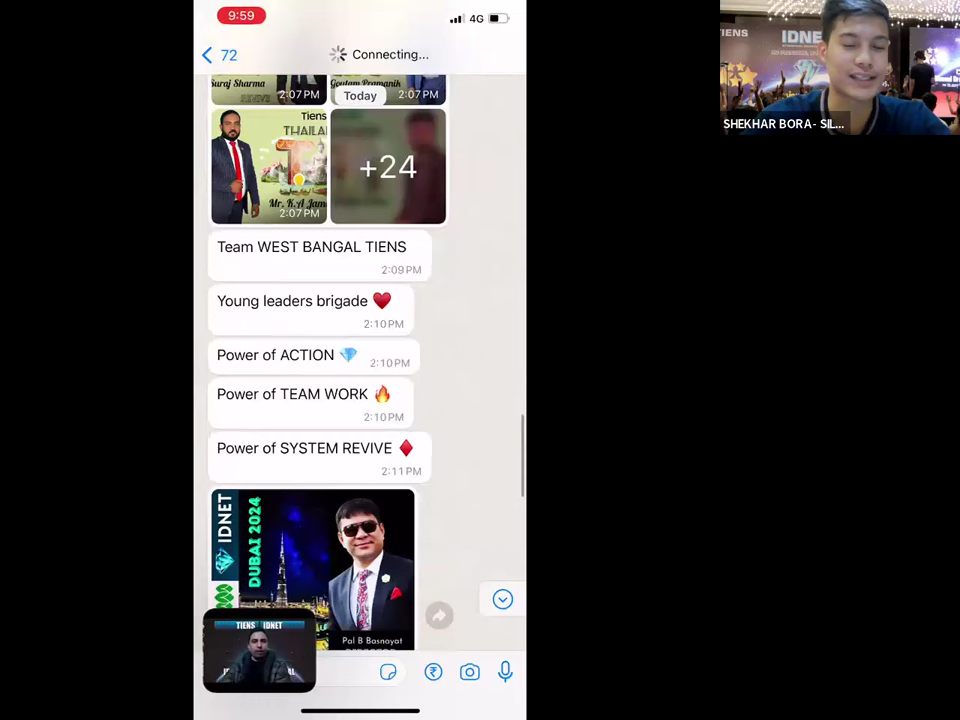 9:59
4G
72
Connecting...
Suraj Sharma
Goutam Pramanik
REVIVE
2:07 PM
Today
2:07 PM
Tiens
THAILA
T
Mr. K.A Jam
2:07 PM
+24
Team WEST BANGAL TIENS
2:09 PM
Young leaders brigade ♥️
2:10 PM
Power of ACTION 💎
2:10 PM
Power of TEAM WORK 🔥
2:10 PM
Power of SYSTEM REVIVE ♦️
2:11 PM
IDNET
DUBAI 2024
Pal B Basnayat
TIENS IDNET
₹
TIENS
IDNE
SHEKHAR BORA- SIL...